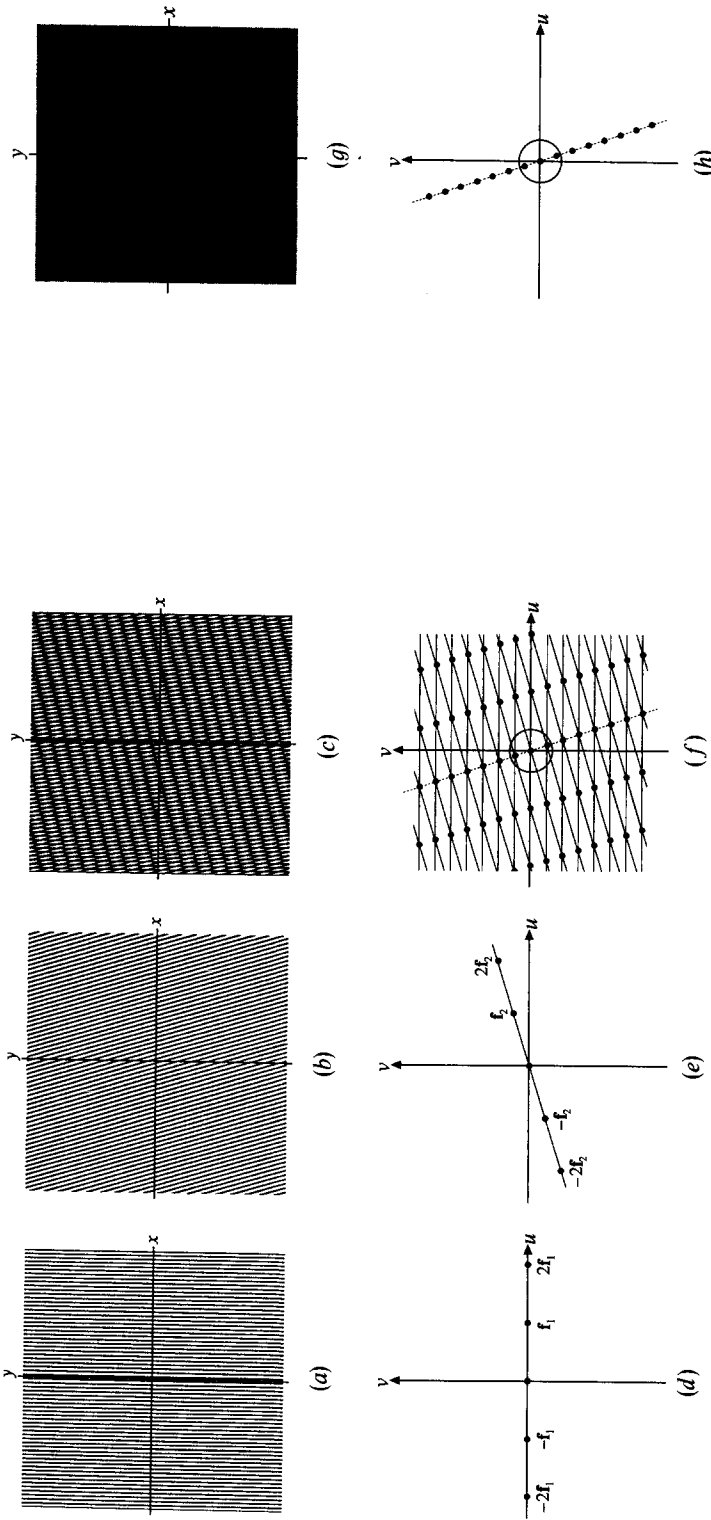 y
x
(a)
y
x
(b)
y
x
(c)
y
x
(g)
v
u
-2f₁
-f₁
f₁
2f₁
(d)
v
u
-2f₂
-f₂
f₂
2f₂
(e)
v
u
(f)
v
u
(h)